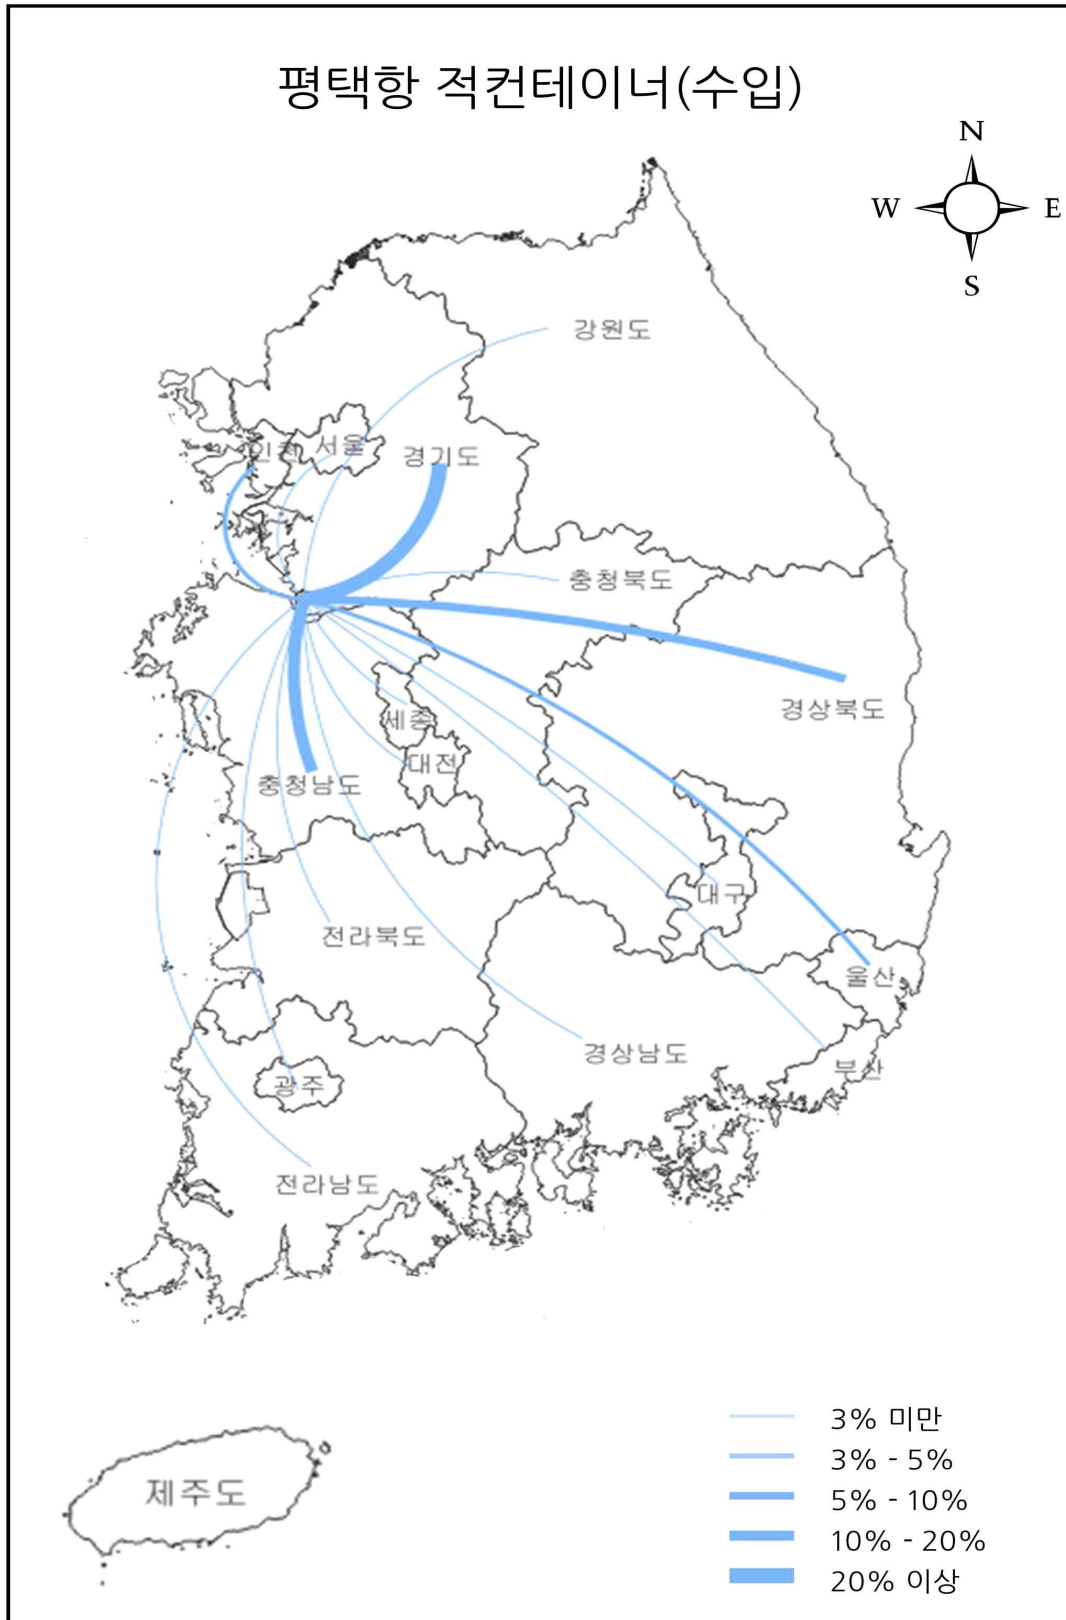 평택항 적컨테이너(수입)
N
W E
S
강원도
인천 서울
경기도
충청북도
경상북도
세종
대전
충청남도
대구
전라북도
울산
경상남도
부산
광주
전라남도
제주도
3% 미만
3% - 5%
5% - 10%
10% - 20%
20% 이상